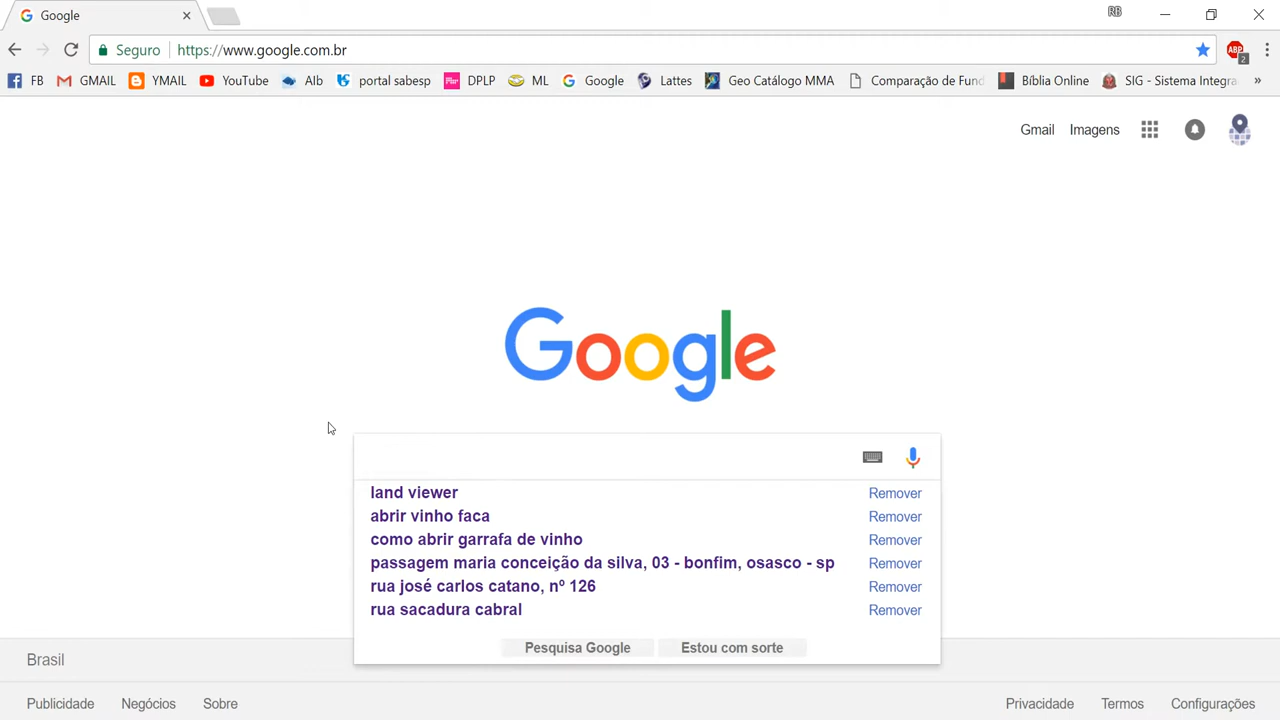 Google
RB
Seguro https://www.google.com.br
FB GMAIL YMAIL YouTube Alb portal sabesp DPLP ML Google Lattes Geo Catálogo MMA Comparação de Fund Bíblia Online SIG - Sistema Integra »
ABP 2
Gmail Imagens
Google
land viewer Remover
abrir vinho faca Remover
como abrir garrafa de vinho Remover
passagem maria conceição da silva, 03 - bonfim, osasco - sp Remover
rua josé carlos catano, nº 126 Remover
rua sacadura cabral Remover
Pesquisa Google Estou com sorte
Brasil
Publicidade Negócios Sobre Privacidade Termos Configurações